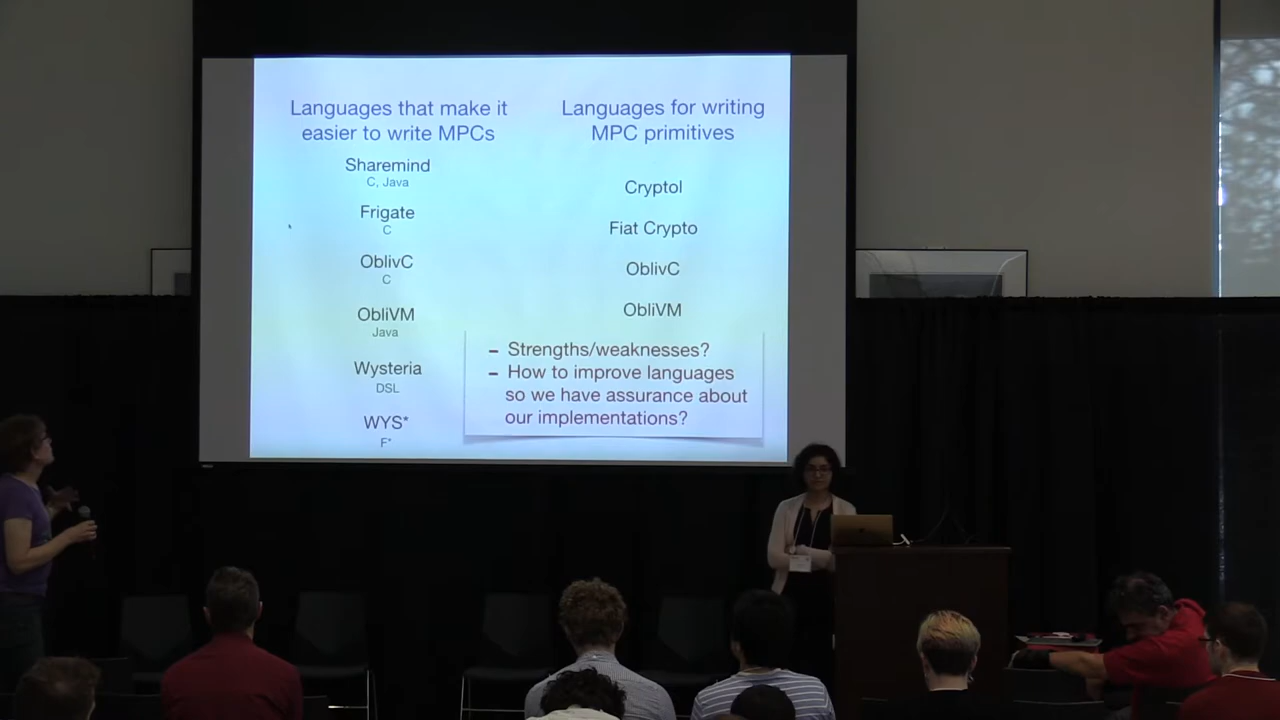 Languages that make it
easier to write MPCs
Sharemind
C, Java
Frigate
C
OblivC
C
ObliVM
Java
Wysteria
DSL
WYS*
F*
Languages for writing
MPC primitives
Cryptol
Fiat Crypto
OblivC
ObliVM
– Strengths/weaknesses?
– How to improve languages
so we have assurance about
our implementations?